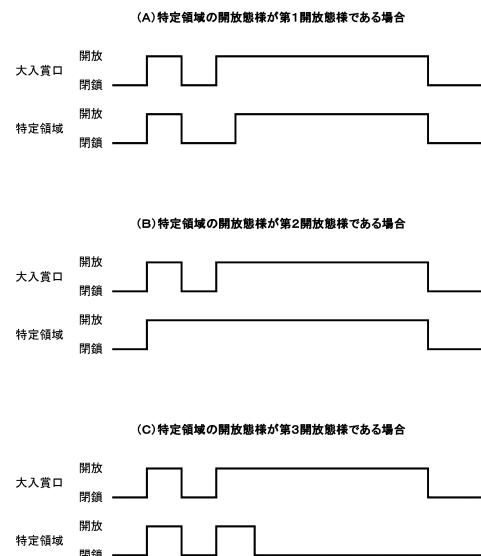 (A)特定領域の開放態様が第1開放態様である場合
開放
大入賞口
閉鎖
開放
特定領域
閉鎖
(B)特定領域の開放態様が第2開放態様である場合
開放
大入賞口
閉鎖
開放
特定領域
閉鎖
(C)特定領域の開放態様が第3開放態様である場合
開放
大入賞口
閉鎖
開放
特定領域
閉鎖